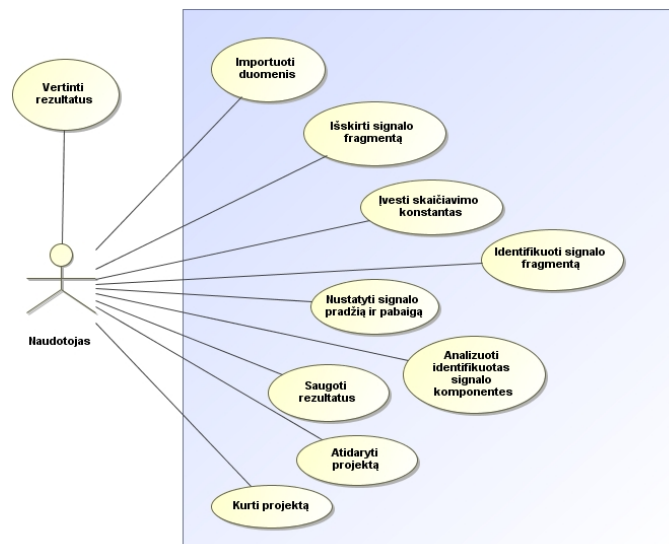 Vertinti
rezultatus
Importuoti
duomenis
Išskirti signalo
fragmentą
Įvesti skaičiavimo
konstantas
Identifikuoti signalo
fragmentą
Nustatyti signalo
pradžią ir pabaigą
Naudotojas
Analizuoti
identifikuotas
signalo
komponentes
Saugoti
rezultatus
Atidaryti
projektą
Kurti projektą